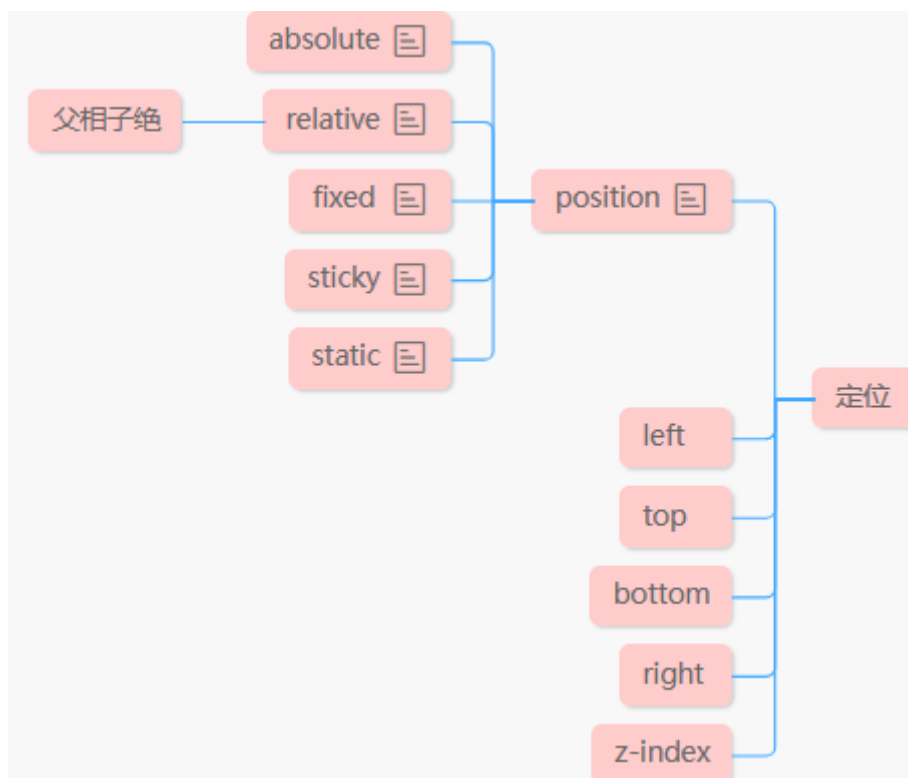 absolute
父相子绝
relative
fixed
position
sticky
static
定位
left
top
bottom
right
z-index